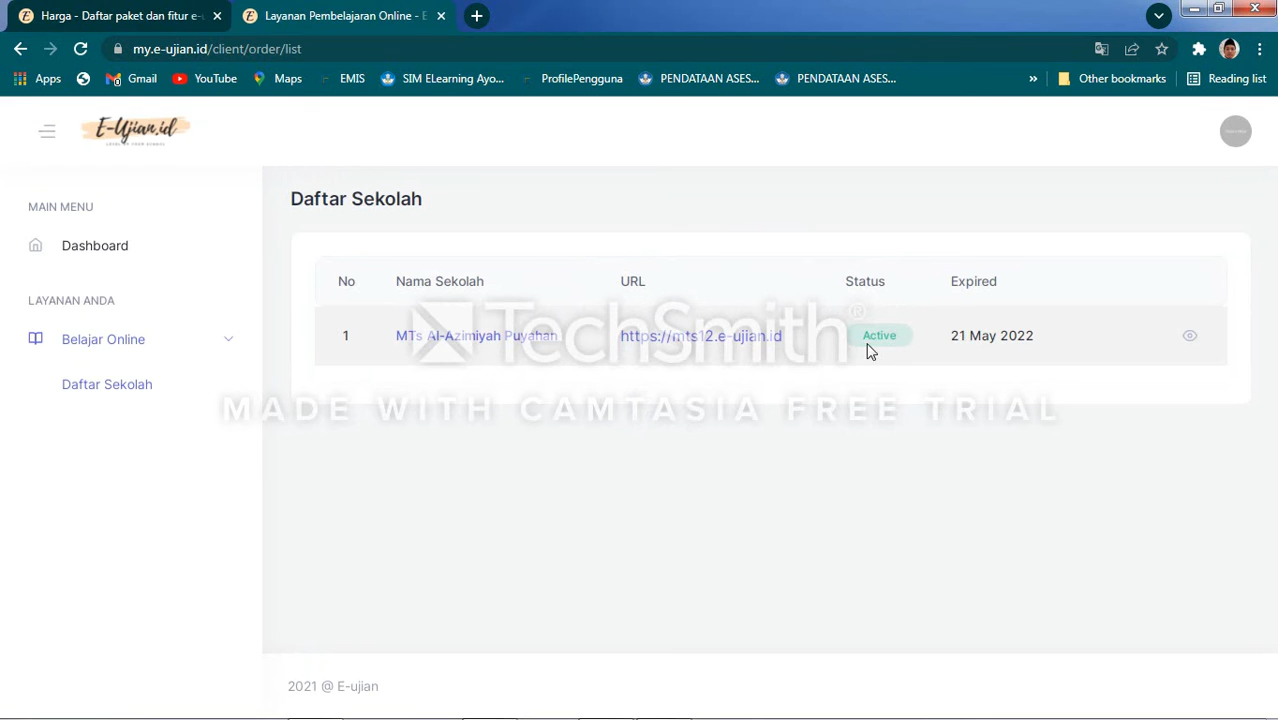 Harga - Daftar paket dan fitur e-u
Layanan Pembelajaran Online - E
my.e-ujian.id/client/order/list
Apps
Gmail
YouTube
Maps
EMIS
SIM ELearning Ayo...
ProfilePengguna
PENDATAAN ASES...
PENDATAAN ASES...
»
Other bookmarks
Reading list
E-Ujian.id
MAIN MENU
Dashboard
LAYANAN ANDA
Belajar Online
Daftar Sekolah
Daftar Sekolah
No Nama Sekolah URL Status Expired
1 MTs Al-Azimiyah Puyahan https://mts12.e-ujian.id Active 21 May 2022
TechSmith®
MADE WITH CAMTASIA FREE TRIAL
2021 @ E-ujian